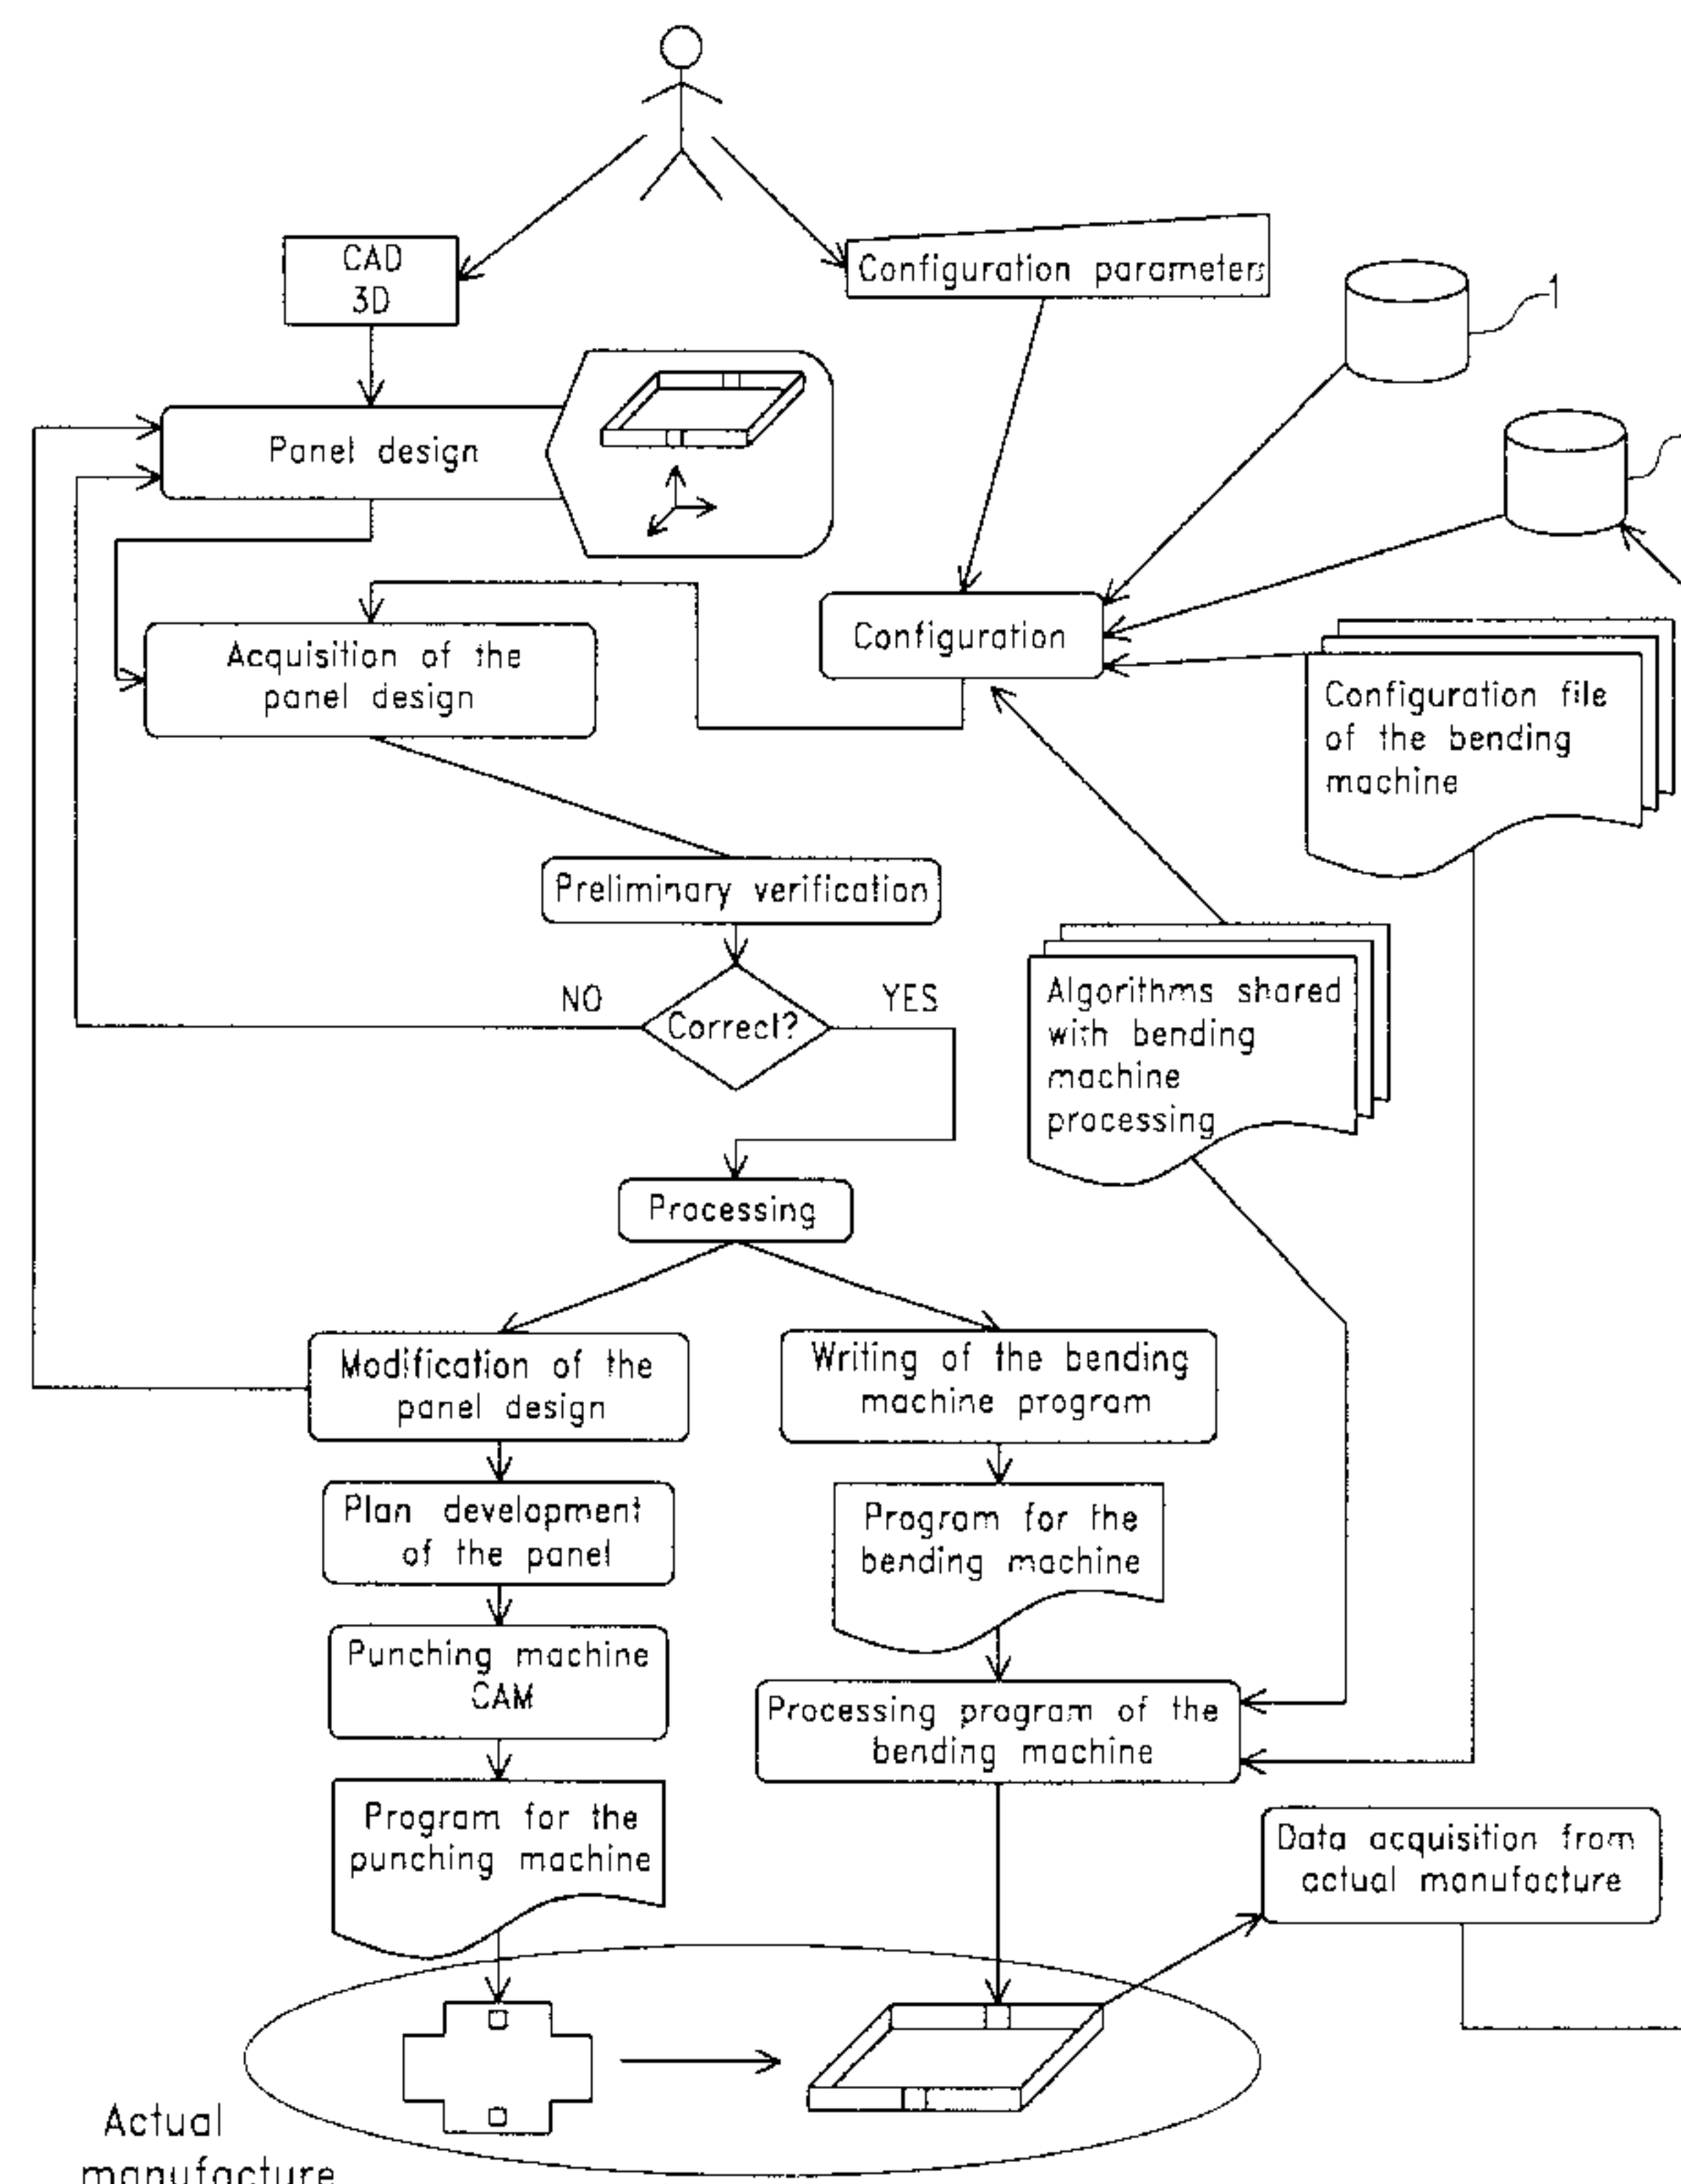 CAD
3D
Configuration parameters
1
Panel design
Configuration
Acquisition of the
panel design
Configuration file
of the bending
machine
Preliminary verification
NO
YES
Correct?
Algorithms shared
with bending
machine
processing
Processing
Modification of the
panel design
Writing of the bending
machine program
Plan development
of the panel
Program for the
bending machine
Punching machine
CAM
Processing program of the
bending machine
Program for the
punching machine
Data acquisition from
actual manufacture
Actual
manufacture